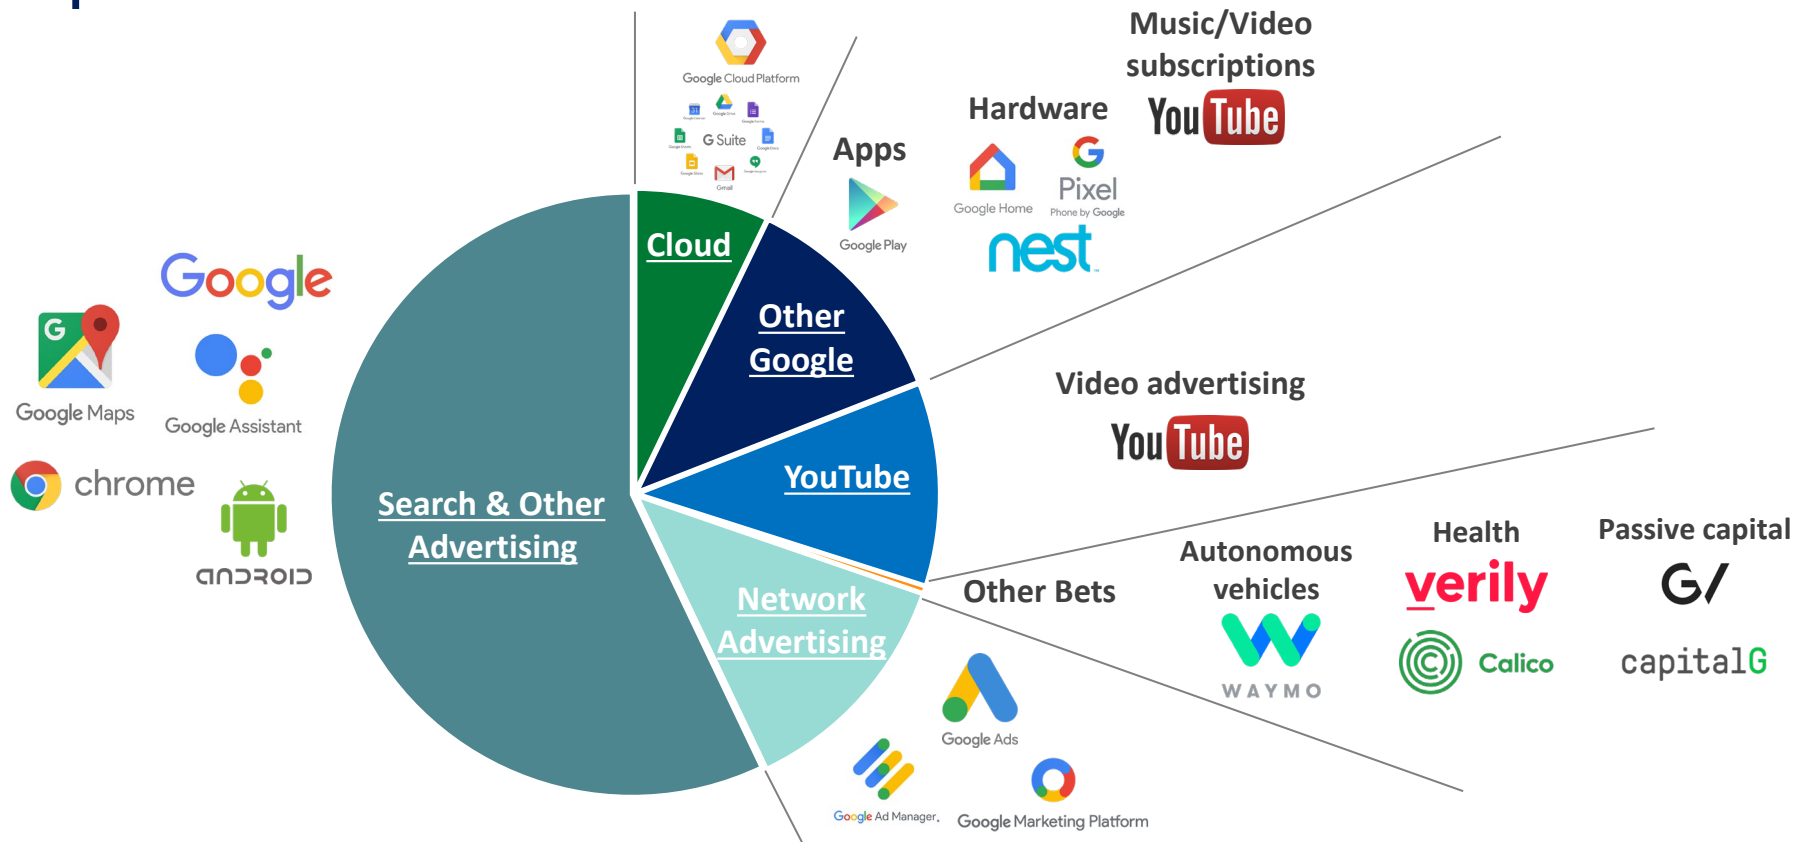 Google Cloud Platform
Google Drive
G Suite
Gmail
Apps
Google Play
Hardware
Google Home
G
Pixel
Phone by Google
nest
Music/Video
subscriptions
YouTube
Cloud
Other
Google
YouTube
Search & Other
Advertising
Network
Advertising
Google
G
Google Maps
Google Assistant
chrome
android
Video advertising
YouTube
Other Bets
Autonomous
vehicles
WAYMO
Health
verily
Calico
Passive capital
G/
capitalG
Google Ads
Google Ad Manager.
Google Marketing Platform